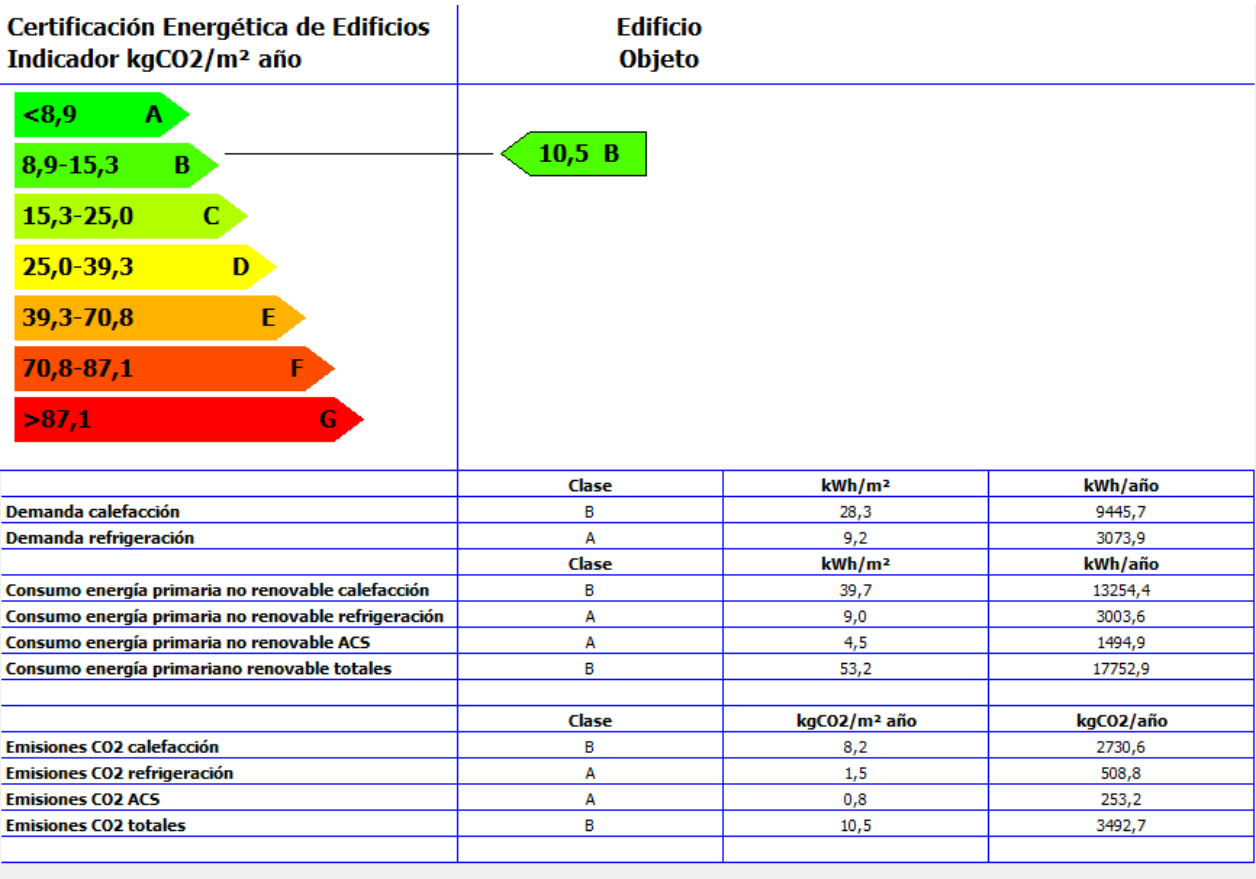 Certificación Energética de Edificios
Indicador kgCO2/m² año
Edificio
Objeto
<8,9 A
8,9-15,3 B
10,5 B
15,3-25,0 C
25,0-39,3 D
39,3-70,8 E
70,8-87,1 F
>87,1 G
Clase kWh/m² kWh/año
Demanda calefacción B 28,3 9445,7
Demanda refrigeración A 9,2 3073,9
Clase kWh/m² kWh/año
Consumo energía primaria no renovable calefacción B 39,7 13254,4
Consumo energía primaria no renovable refrigeración A 9,0 3003,6
Consumo energía primaria no renovable ACS A 4,5 1494,9
Consumo energía primariano renovable totales B 53,2 17752,9
Clase kgCO2/m² año kgCO2/año
Emisiones CO2 calefacción B 8,2 2730,6
Emisiones CO2 refrigeración A 1,5 508,8
Emisiones CO2 ACS A 0,8 253,2
Emisiones CO2 totales B 10,5 3492,7